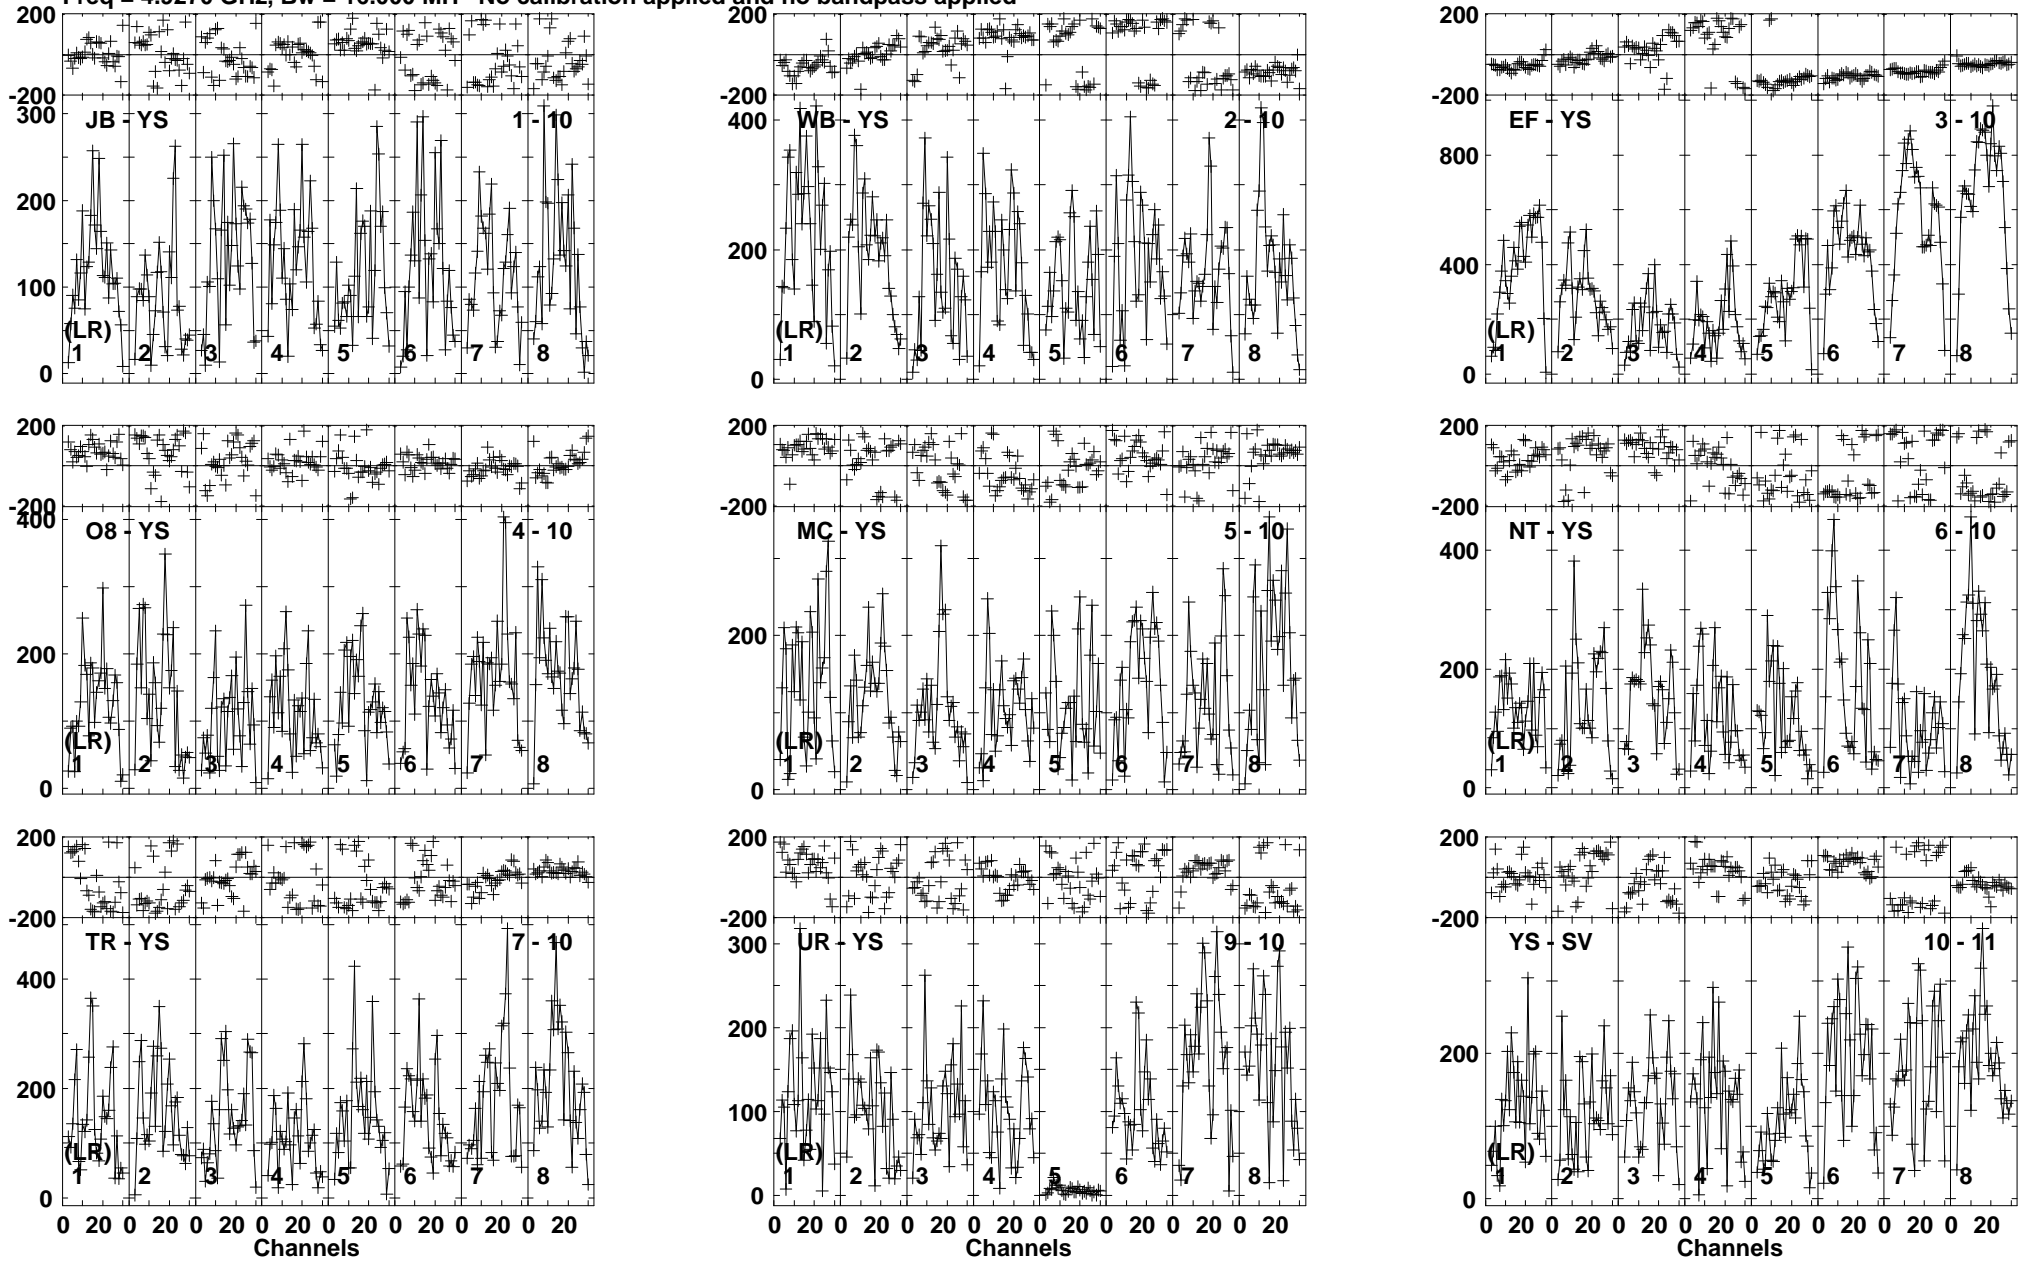 Freq = 4.9276 GHz, Bw = 16.000 MH No calibration applied and no bandpass applied
200 200 200
-200 -200 -200
300 JB - YS 1 - 10 400 WB - YS 2 - 10 EF - YS 3 - 10
800
200 200 400
100
(LR) (LR) (LR)
1 2 3 4 5 6 7 8 1 2 3 4 5 6 7 8 1 2 3 4 5 6 7 8
0 0 0
200 200 200
-200 -200 -200
400 O8 - YS 4 - 10 MC - YS 5 - 10 NT - YS 6 - 10
400
200 200 200
(LR) (LR) (LR)
1 2 3 4 5 6 7 8 1 2 3 4 5 6 7 8 1 2 3 4 5 6 7 8
0 0 0
200 200 200
-200 -200 -200
TR - YS 7 - 10 300 UR - YS 9 - 10 YS - SV 10 - 11
400
200 200 200
100
(LR) (LR) (LR)
1 2 3 4 5 6 7 8 1 2 3 4 5 6 7 8 1 2 3 4 5 6 7 8
0 0 0
0 20 0 20 0 20 0 20 0 20 0 20 0 20 0 20 0 20 0 20 0 20 0 20 0 20 0 20 0 20 0 20 0 20 0 20 0 20 0 20 0 20 0 20 0 20 0 20
Channels Channels Channels